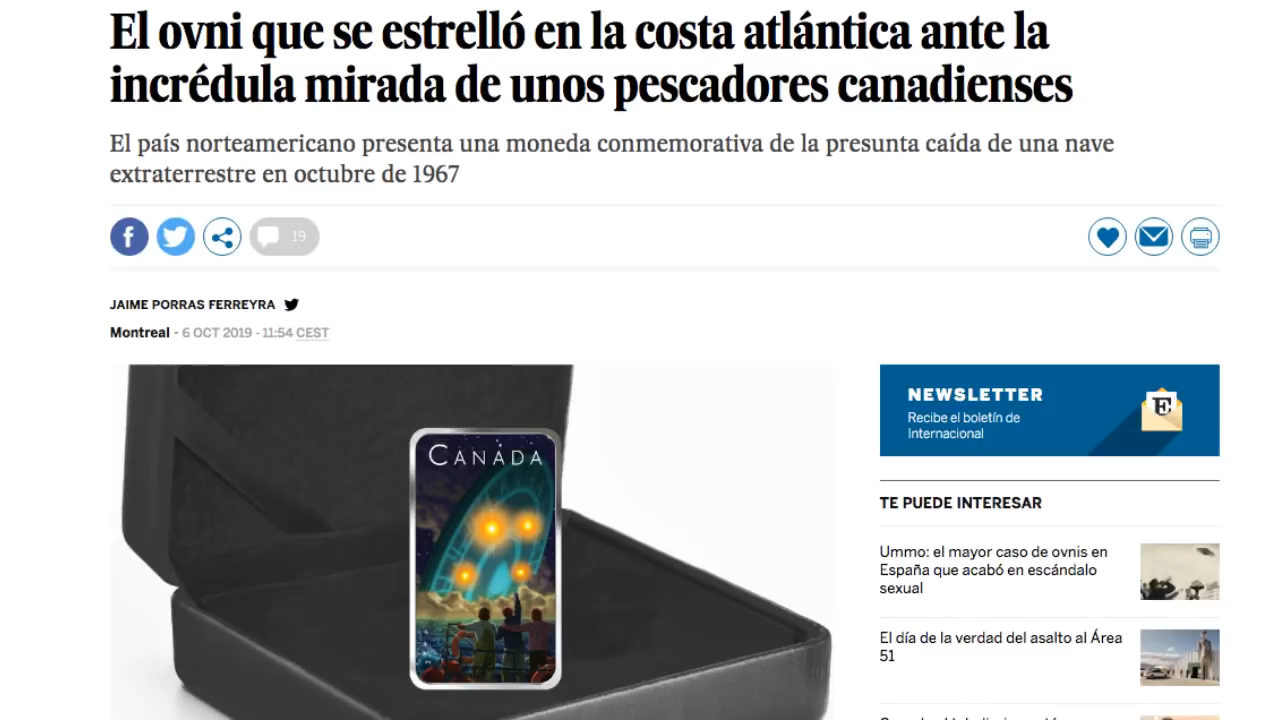 El ovni que se estrelló en la costa atlántica ante la
incrédula mirada de unos pescadores canadienses
El país norteamericano presenta una moneda conmemorativa de la presunta caída de una nave
extraterrestre en octubre de 1967
19
JAIME PORRAS FERREYRA
Montreal - 6 OCT 2019 - 11:54 CEST
CANADA
NEWSLETTER
Recibe el boletín de
Internacional
E
TE PUEDE INTERESAR
Ummo: el mayor caso de ovnis en
España que acabó en escándalo
sexual
El día de la verdad del asalto al Área
51